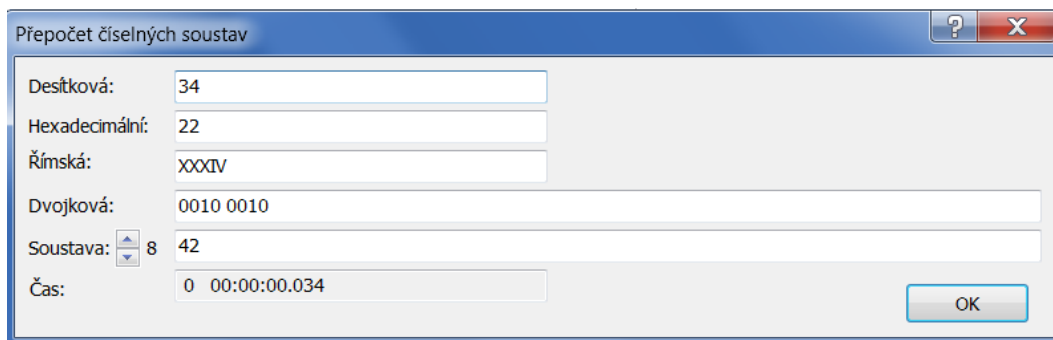 Přepočet číselných soustav
Desítková: 34
Hexadecimální: 22
Římská: XXXIV
Dvojková: 0010 0010
Soustava: 8 42
Čas: 0 00:00:00.034
OK